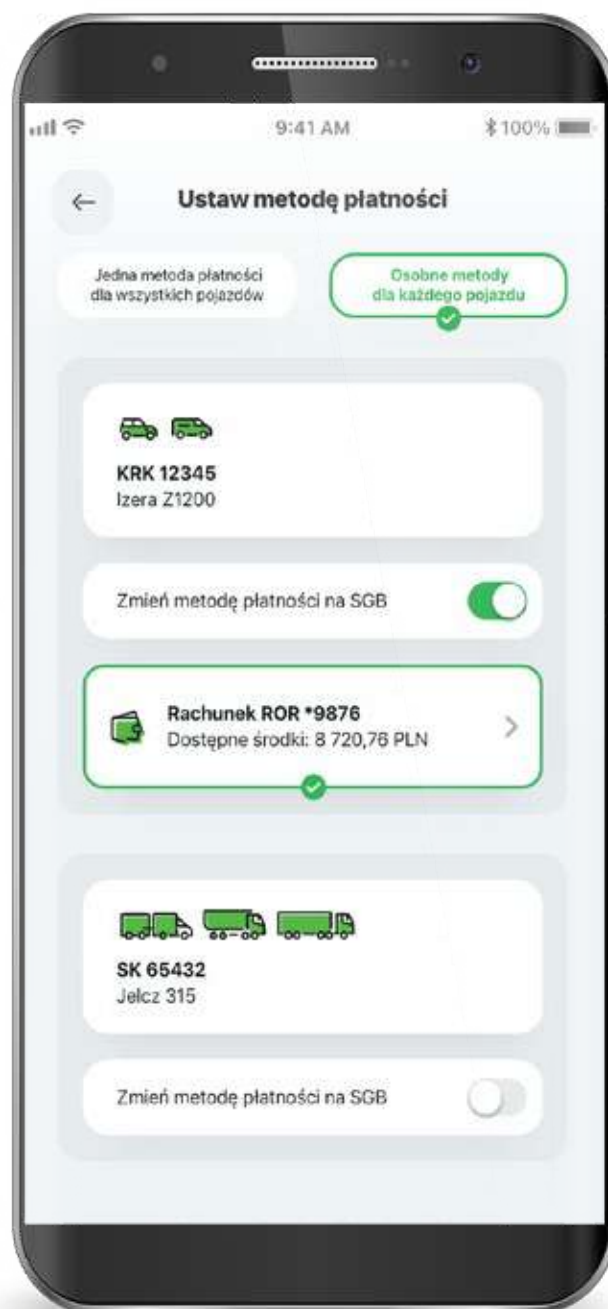 9:41 AM
100%
Ustaw metodę płatności
Jedna metoda płatności
dla wszystkich pojazdów
Osobne metody
dla każdego pojazdu
KRK 12345
Izera Z1200
Zmień metodę płatności na SGB
Rachunek ROR *9876
Dostępne środki: 8 720,76 PLN
SK 65432
Jelcz 315
Zmień metodę płatności na SGB